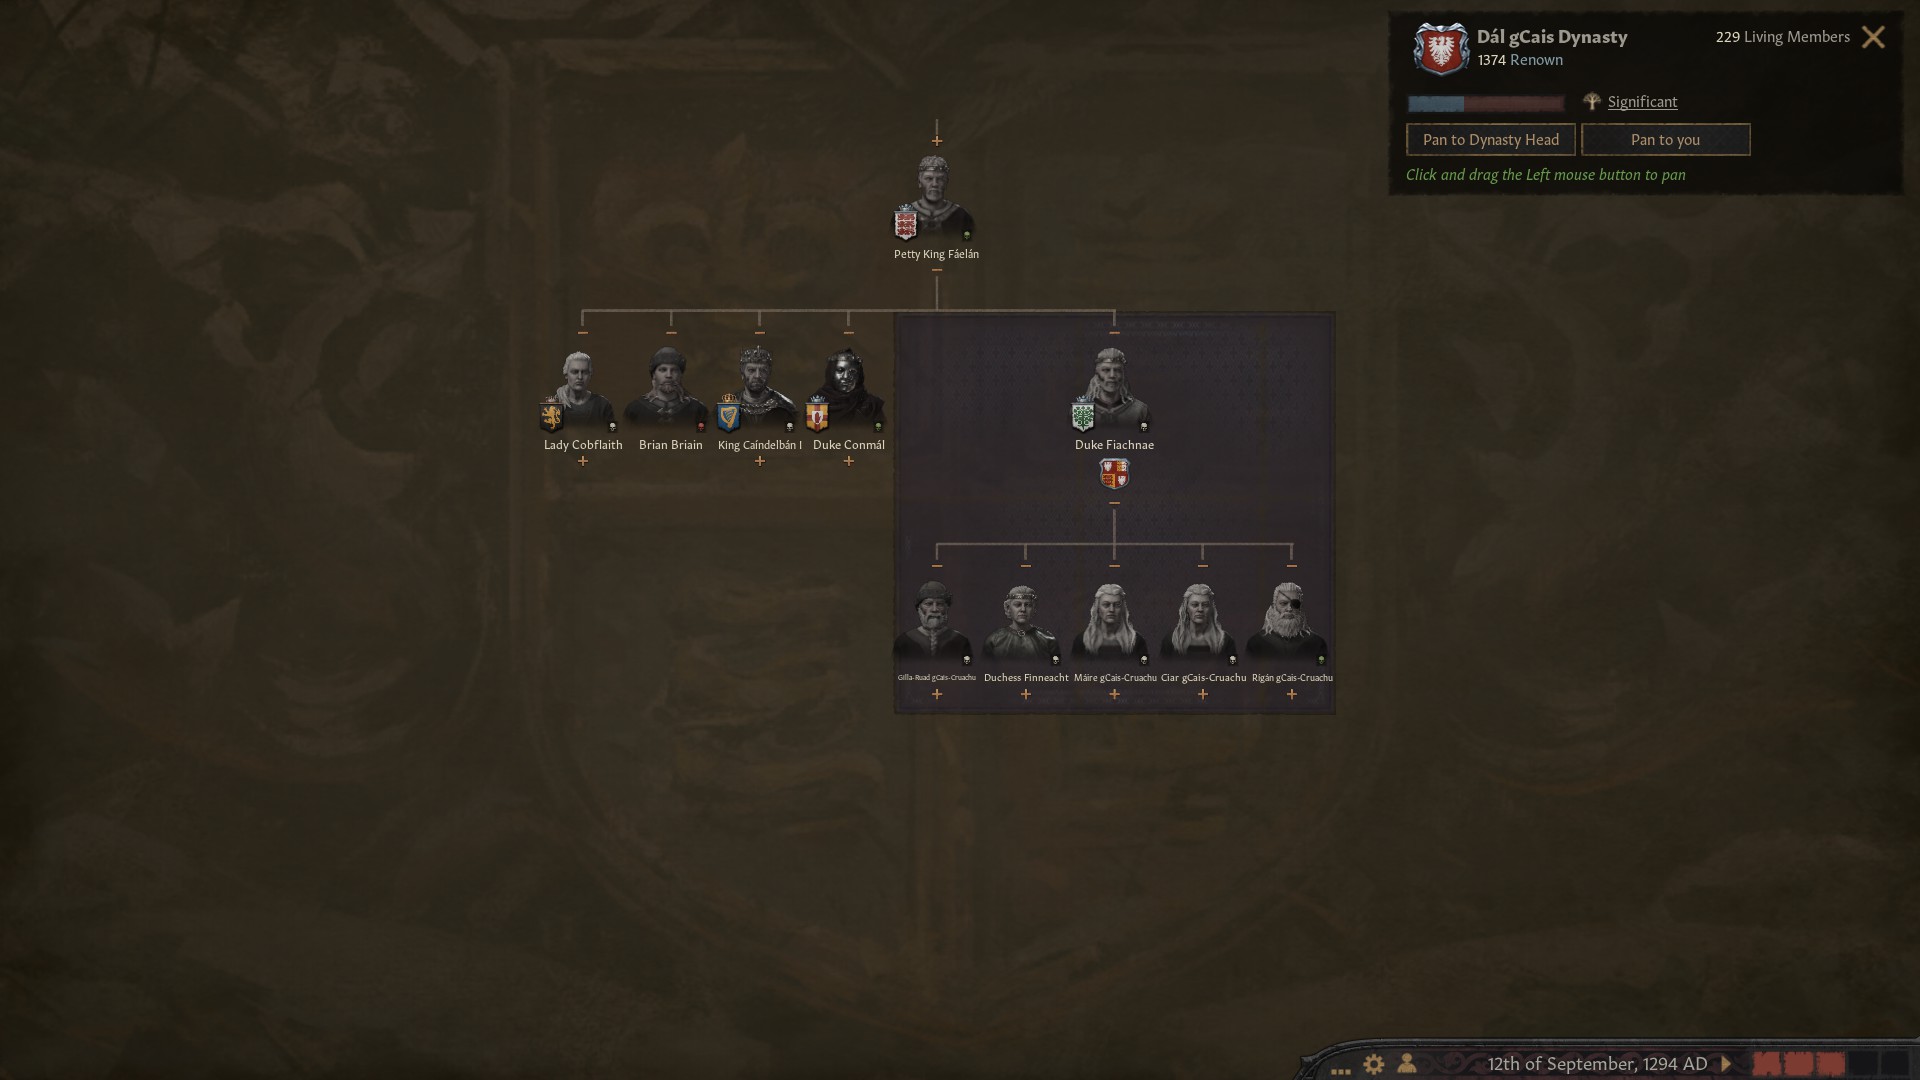 Dál gCais Dynasty
229 Living Members
1374 Renown
Significant
Pan to Dynasty Head
Pan to you
Click and drag the Left mouse button to pan
Petty King Fáelán
Lady Cobflaith
Brian Briain
King Caíndelbán I
Duke Conmál
Duke Fiachnae
Gilla-Ruad gCais-Cruachu
Duchess Finneacht
Máire gCais-Cruachu
Ciar gCais-Cruachu
Rígán gCais-Cruachu
12th of September, 1294 AD